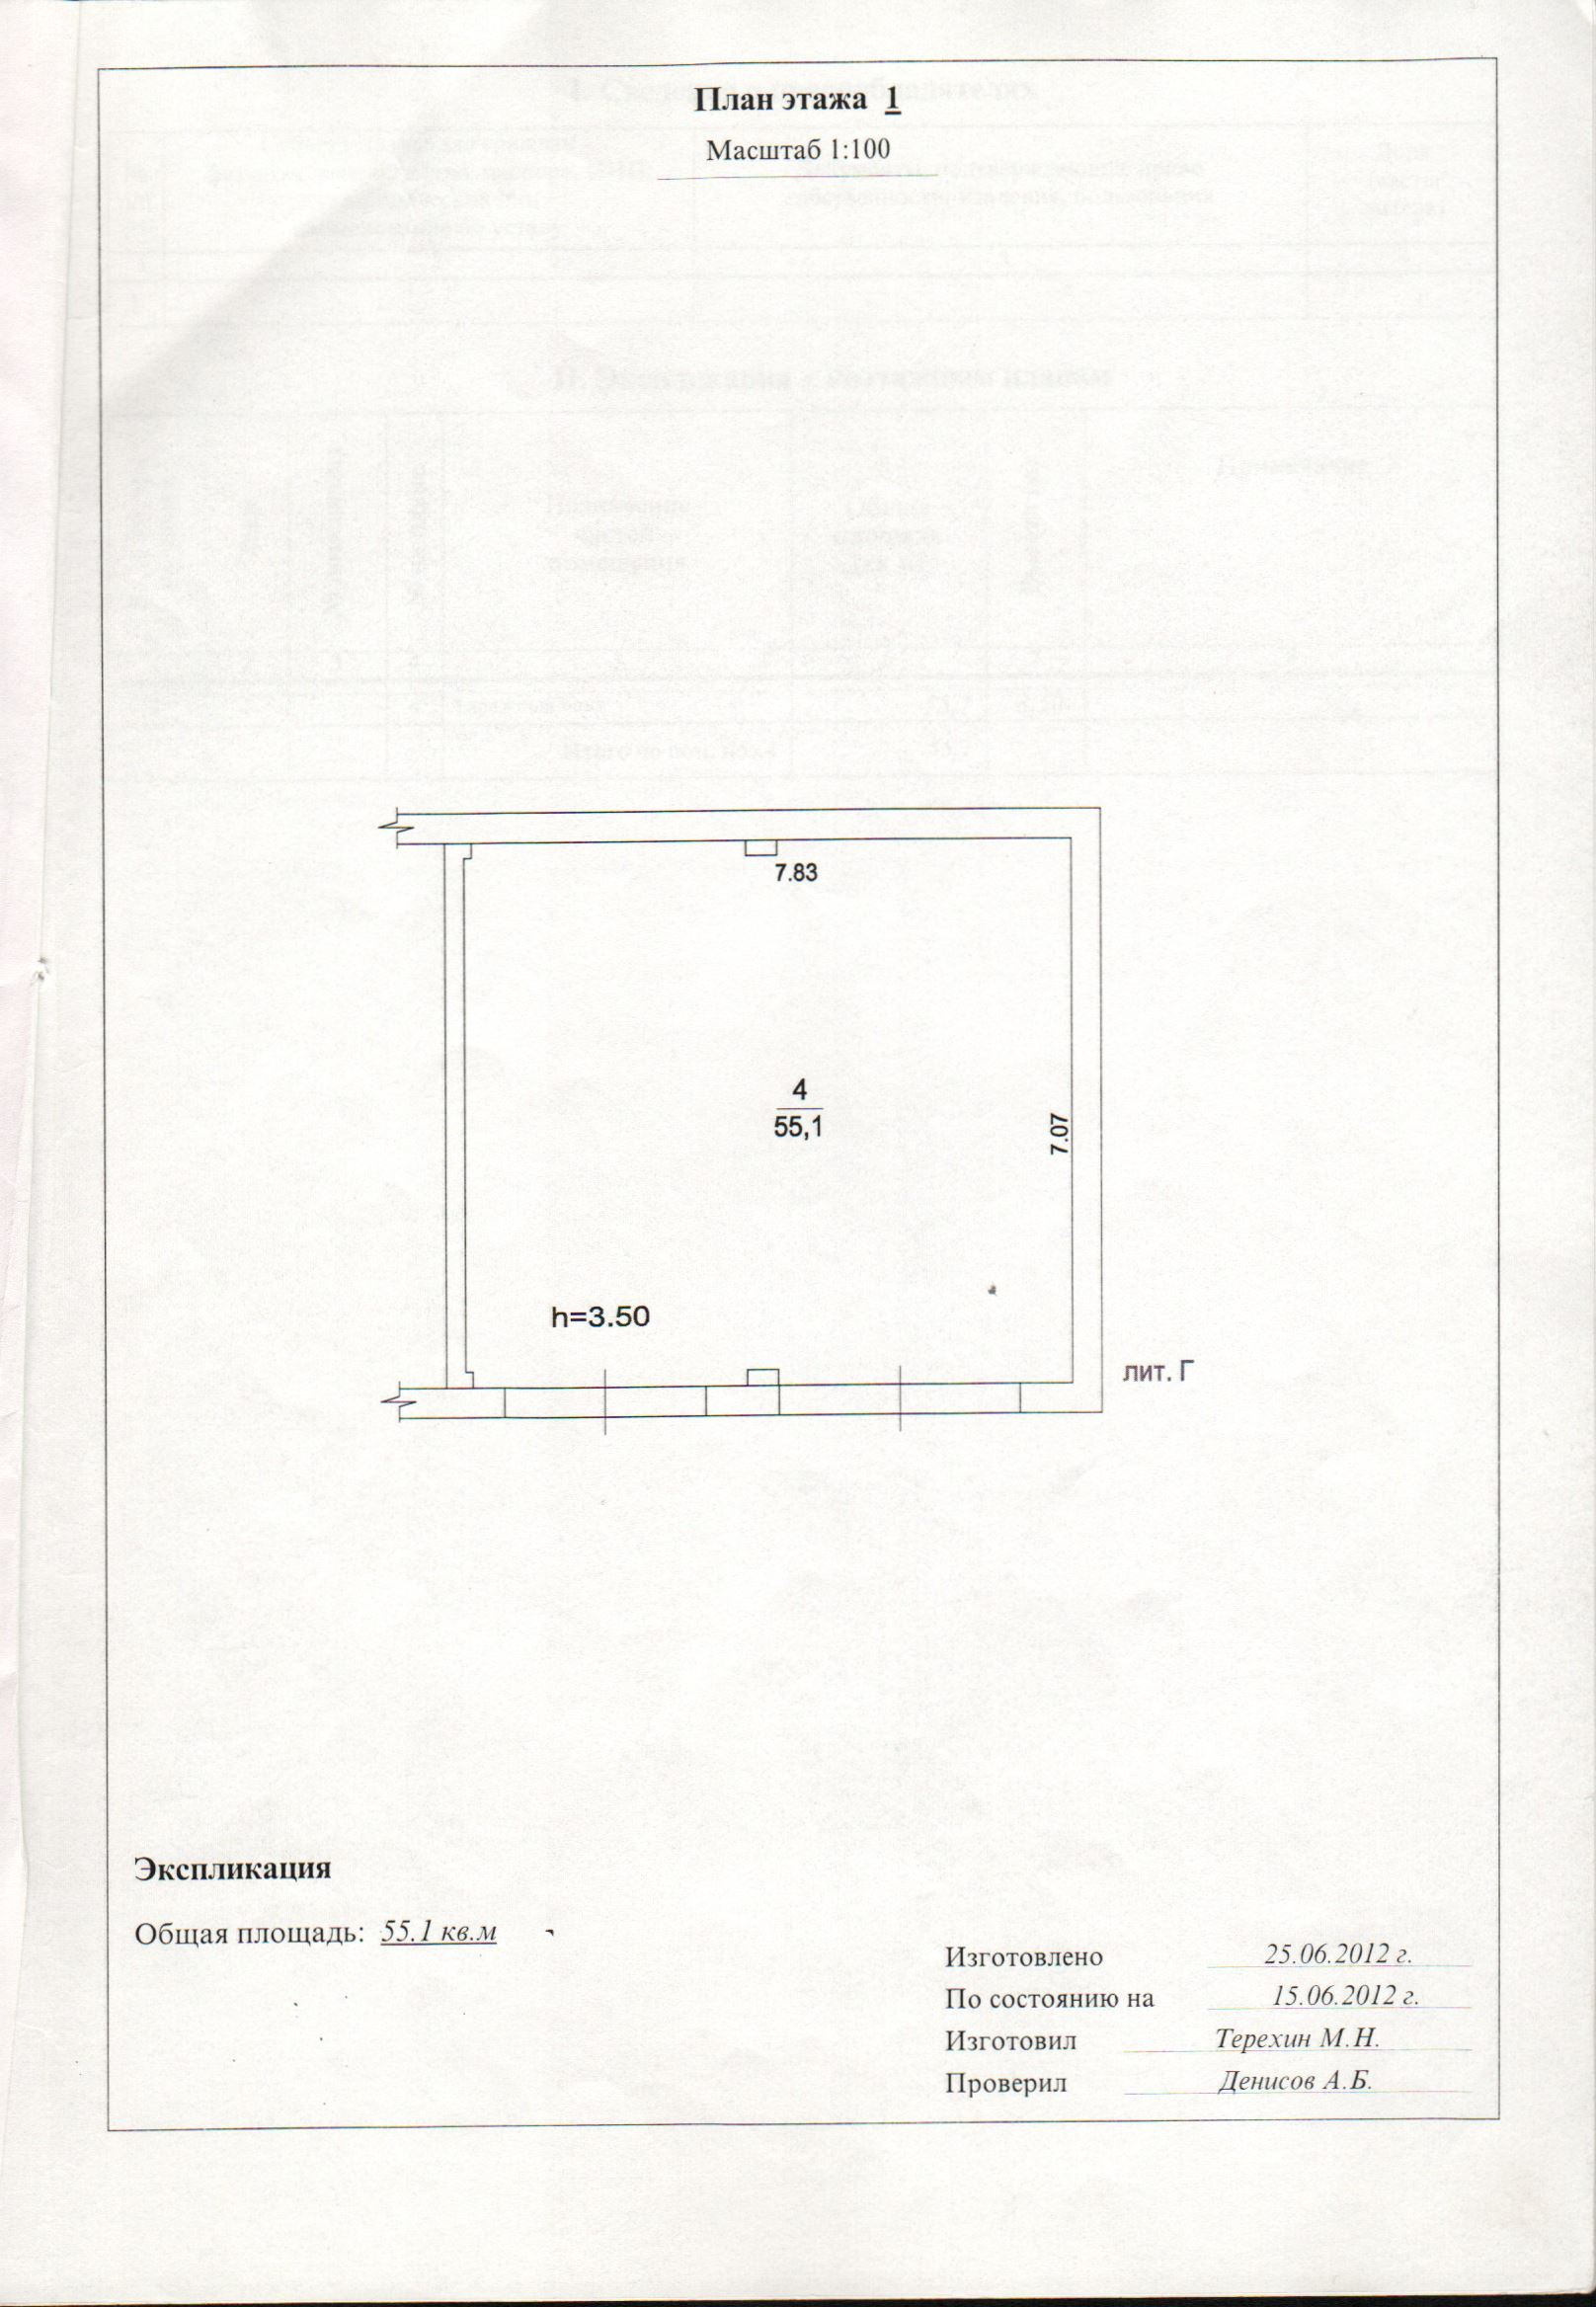 План этажа 1
Масштаб 1:100
7.83
4
55,1
7.07
h=3.50
лит. Г
Экспликация
Общая площадь: 55.1 кв.м
Изготовлено 25.06.2012 г.
По состоянию на 15.06.2012 г.
Изготовил Терехин М.Н.
Проверил Денисов А.Б.